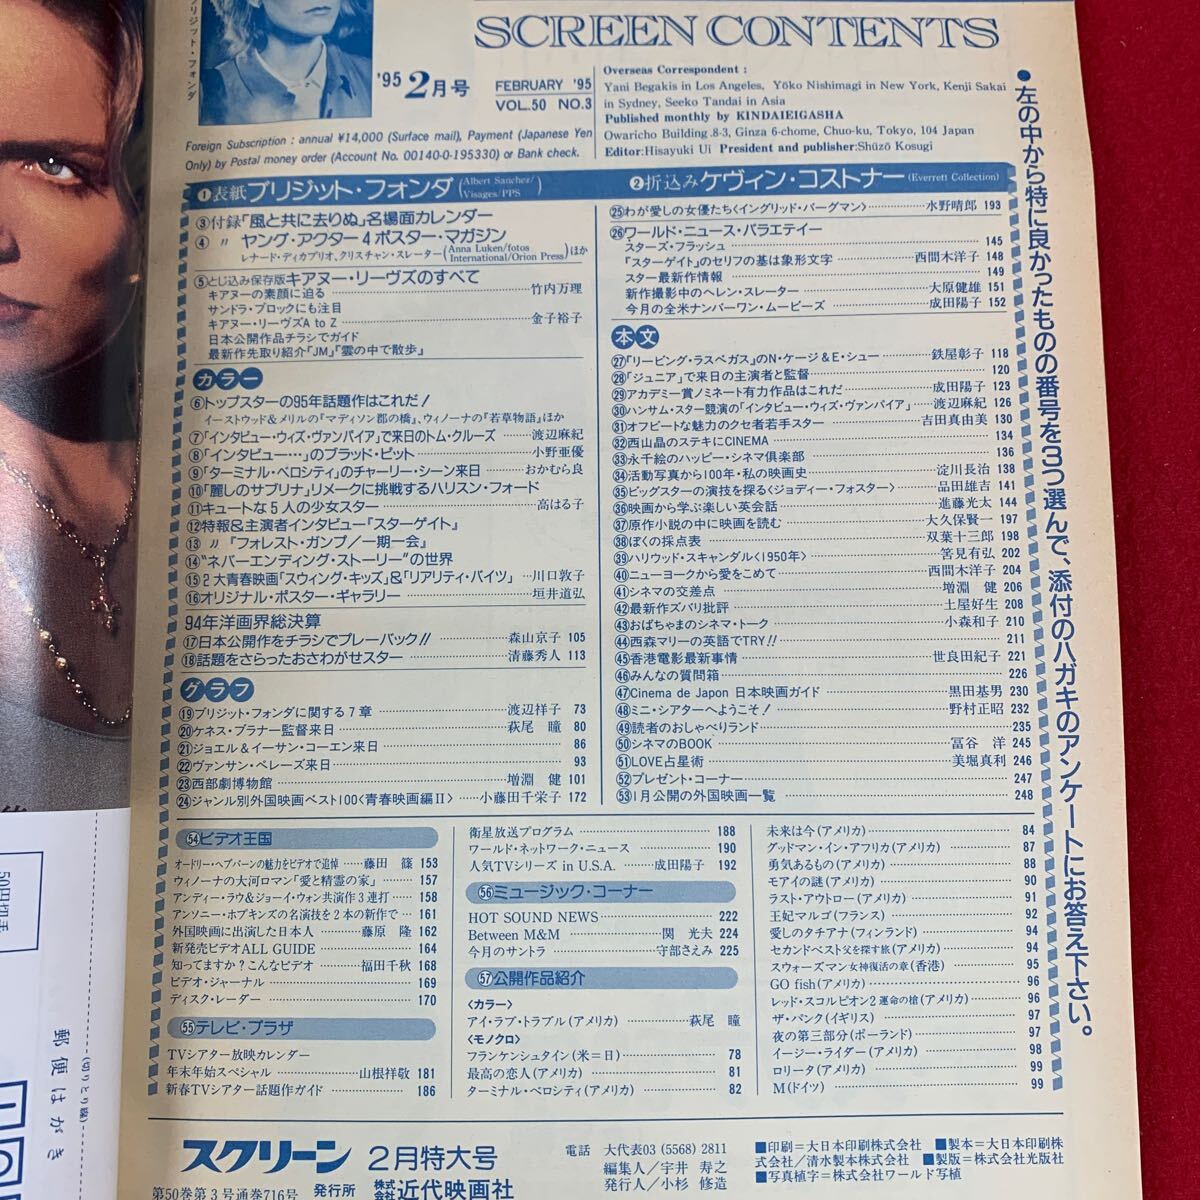 ブリジット・フォンダ
SCREEN CONTENTS
'95 2月号
FEBRUARY '95
VOL.50 NO.3
Overseas Correspondent :
Yani Begakis in Los Angeles, Yōko Nishimagi in New York, Kenji Sakai
in Sydney, Seeko Tandai in Asia
Published monthly by KINDAIEIGASHA
Owaricho Building.8-3, Ginza 6-chome, Chuo-ku, Tokyo, 104 Japan
Editor:Hisayuki Ui President and publisher:Shūzō Kosugi
Foreign Subscription : annual ¥14,000 (Surface mail), Payment (Japanese Yen
Only) by Postal money order (Account No. 00140-0-195330) or Bank check.
①表紙ブリジット・フォンダ(Albert Sanchez/Visages/PPS)
②折込みケヴィン・コストナー(Everrett Collection)
③付録「風と共に去りぬ」名場面カレンダー
④ 〃 ヤング・アクター4ポスター・マガジン
レナード・ディカプリオ、クリスチャン・スレーター(Anna Luken/fotos International/Orion Press)ほか
⑤とじ込み保存版キアヌー・リーヴズのすべて
キアヌーの素顔に迫る 竹内万理
サンドラ・ブロックにも注目
キアヌー・リーヴズA to Z 金子裕子
日本公開作品チラシでガイド
最新作先取り紹介「JM」「雲の中で散歩」
カラー
⑥トップスターの95年話題作はこれだ!
イーストウッド&メリルの『マディソン郡の橋』、ウィノーナの『若草物語』ほか
⑦「インタビュー・ウィズ・ヴァンパイア」で来日のトム・クルーズ 渡辺麻紀
⑧「インタビュー…」のブラッド・ピット 小野亜優
⑨「ターミナル・ベロシティ」のチャーリー・シーン来日 おかむら良
⑩「麗しのサブリナ」リメークに挑戦するハリスン・フォード
⑪キュートな5人の少女スター 高はる子
⑫特報&主演者インタビュー「スターゲイト」
⑬ 〃 「フォレスト・ガンプ/一期一会」
⑭"ネバーエンディング・ストーリー"の世界
⑮2大青春映画「スウィング・キッズ」&「リアリティ・バイツ」 川口敦子
⑯オリジナル・ポスター・ギャラリー 垣井道弘
94年洋画界総決算
⑰日本公開作をチラシでプレーバック!! 森山京子 105
⑱話題をさらったおさわがせスター 清藤秀人 113
グラフ
⑲ブリジット・フォンダに関する7章 渡辺祥子 73
⑳ケネス・ブラナー監督来日 萩尾 瞳 80
㉑ジョエル&イーサン・コーエン来日 86
㉒ヴァンサン・ペレーズ来日 93
㉓西部劇博物館 増淵 健 101
㉔ジャンル別外国映画ベスト100<青春映画編II> 小藤田千栄子 172
㉕わが愛しの女優たち<イングリッド・バーグマン> 水野晴郎 193
㉖ワールド・ニュース・バラエティー
スターズ・フラッシュ 145
「スターゲイト」のセリフの基は象形文字 西間木洋子 148
スター最新作情報 149
新作撮影中のヘレン・スレーター 大原健雄 151
今月の全米ナンバーワン・ムービーズ 成田陽子 152
本文
㉗「リービング・ラスベガス」のN・ケージ&E・シュー 鉄屋彰子 118
㉘「ジュニア」で来日の主演者と監督 120
㉙アカデミー賞ノミネート有力作品はこれだ 成田陽子 123
㉚ハンサム・スター競演の「インタビュー・ウィズ・ヴァンパイア」 渡辺麻紀 126
㉛オフビートな魅力のクセ者若手スター 吉田真由美 130
㉜西山晶のステキにCINEMA 134
㉝永千絵のハッピー・シネマ倶楽部 136
㉞活動写真から100年・私の映画史 淀川長治 138
㉟ビッグスターの演技を探る<ジョディー・フォスター> 品田雄吉 141
㊱映画から学ぶ楽しい英会話 進藤光太 144
㊲原作小説の中に映画を読む 大久保賢一 197
㊳ぼくの採点表 双葉十三郎 198
㊴ハリウッド・スキャンダル<1950年> 筈見有弘 202
㊵ニューヨークから愛をこめて 西間木洋子 204
㊶シネマの交差点 増淵 健 206
㊷最新作ズバリ批評 土屋好生 208
㊸おばちゃまのシネマ・トーク 小森和子 210
㊹西森マリーの英語でTRY!! 211
㊺香港電影最新事情 世良田紀子 221
㊻みんなの質問箱 226
㊼Cinema de Japon 日本映画ガイド 黒田基男 230
㊽ミニ・シアターへようこそ! 野村正昭 232
㊾読者のおしゃべりランド 235
㊿シネマのBOOK 冨谷 洋 245
51LOVE占星術 美堀真利 246
52プレゼント・コーナー 247
53 1月公開の外国映画一覧 248
●左の中から特に良かったものの番号を3つ選んで、添付のハガキのアンケートにお答え下さい。
54ビデオ王国
オードリー・ヘプバーンの魅力をビデオで追悼 藤田 篠 153
ウィノーナの大河ロマン「愛と精霊の家」 157
アンディー・ラウ&ジョーイ・ウォン共演作3連打 158
アンソニー・ホプキンズの名演技を2本の新作で 161
外国映画に出演した日本人 藤原 隆 162
新発売ビデオALL GUIDE 164
知ってますか?こんなビデオ 福田千秋 168
ビデオ・ジャーナル 169
ディスク・レーダー 170
55テレビ・プラザ
TVシアター放映カレンダー
年末年始スペシャル 山根祥敬 181
新春TVシアター話題作ガイド 186
衛星放送プログラム 188
ワールド・ネットワーク・ニュース 190
人気TVシリーズ in U.S.A. 成田陽子 192
56ミュージック・コーナー
HOT SOUND NEWS 222
Between M&M 関 光夫 224
今月のサントラ 守部さえみ 225
57公開作品紹介
<カラー>
アイ・ラブ・トラブル(アメリカ) 萩尾 瞳
<モノクロ>
フランケンシュタイン(米=日) 78
最高の恋人(アメリカ) 81
ターミナル・ベロシティ(アメリカ) 82
未来は今(アメリカ) 84
グッドマン・イン・アフリカ(アメリカ) 87
勇気あるもの(アメリカ) 88
モアイの謎(アメリカ) 90
ラスト・アウトロー(アメリカ) 91
王妃マルゴ(フランス) 92
愛しのタチアナ(フィンランド) 94
セカンドベスト 父を探す旅(アメリカ) 94
スウォーズマン 女神復活の章(香港) 95
GO fish(アメリカ) 96
レッド・スコルピオン2 運命の槍(アメリカ) 96
ザ・バンク(イギリス) 97
夜の第三部分(ポーランド) 97
イージー・ライダー(アメリカ) 98
ロリータ(アメリカ) 99
M(ドイツ) 99
スクリーン 2月特大号
第50巻第3号通巻716号 発行所 株式会社近代映画社
電話 大代表03(5568)2811
編集人/宇井 寿之
発行人/小杉 修造
■印刷=大日本印刷株式会社 ■製本=大日本印刷株
式会社/清水製本株式会社 ■製版=株式会社光版社
■写真植字=株式会社ワールド写植
50円切手
(切りとり線)
郵便はがき